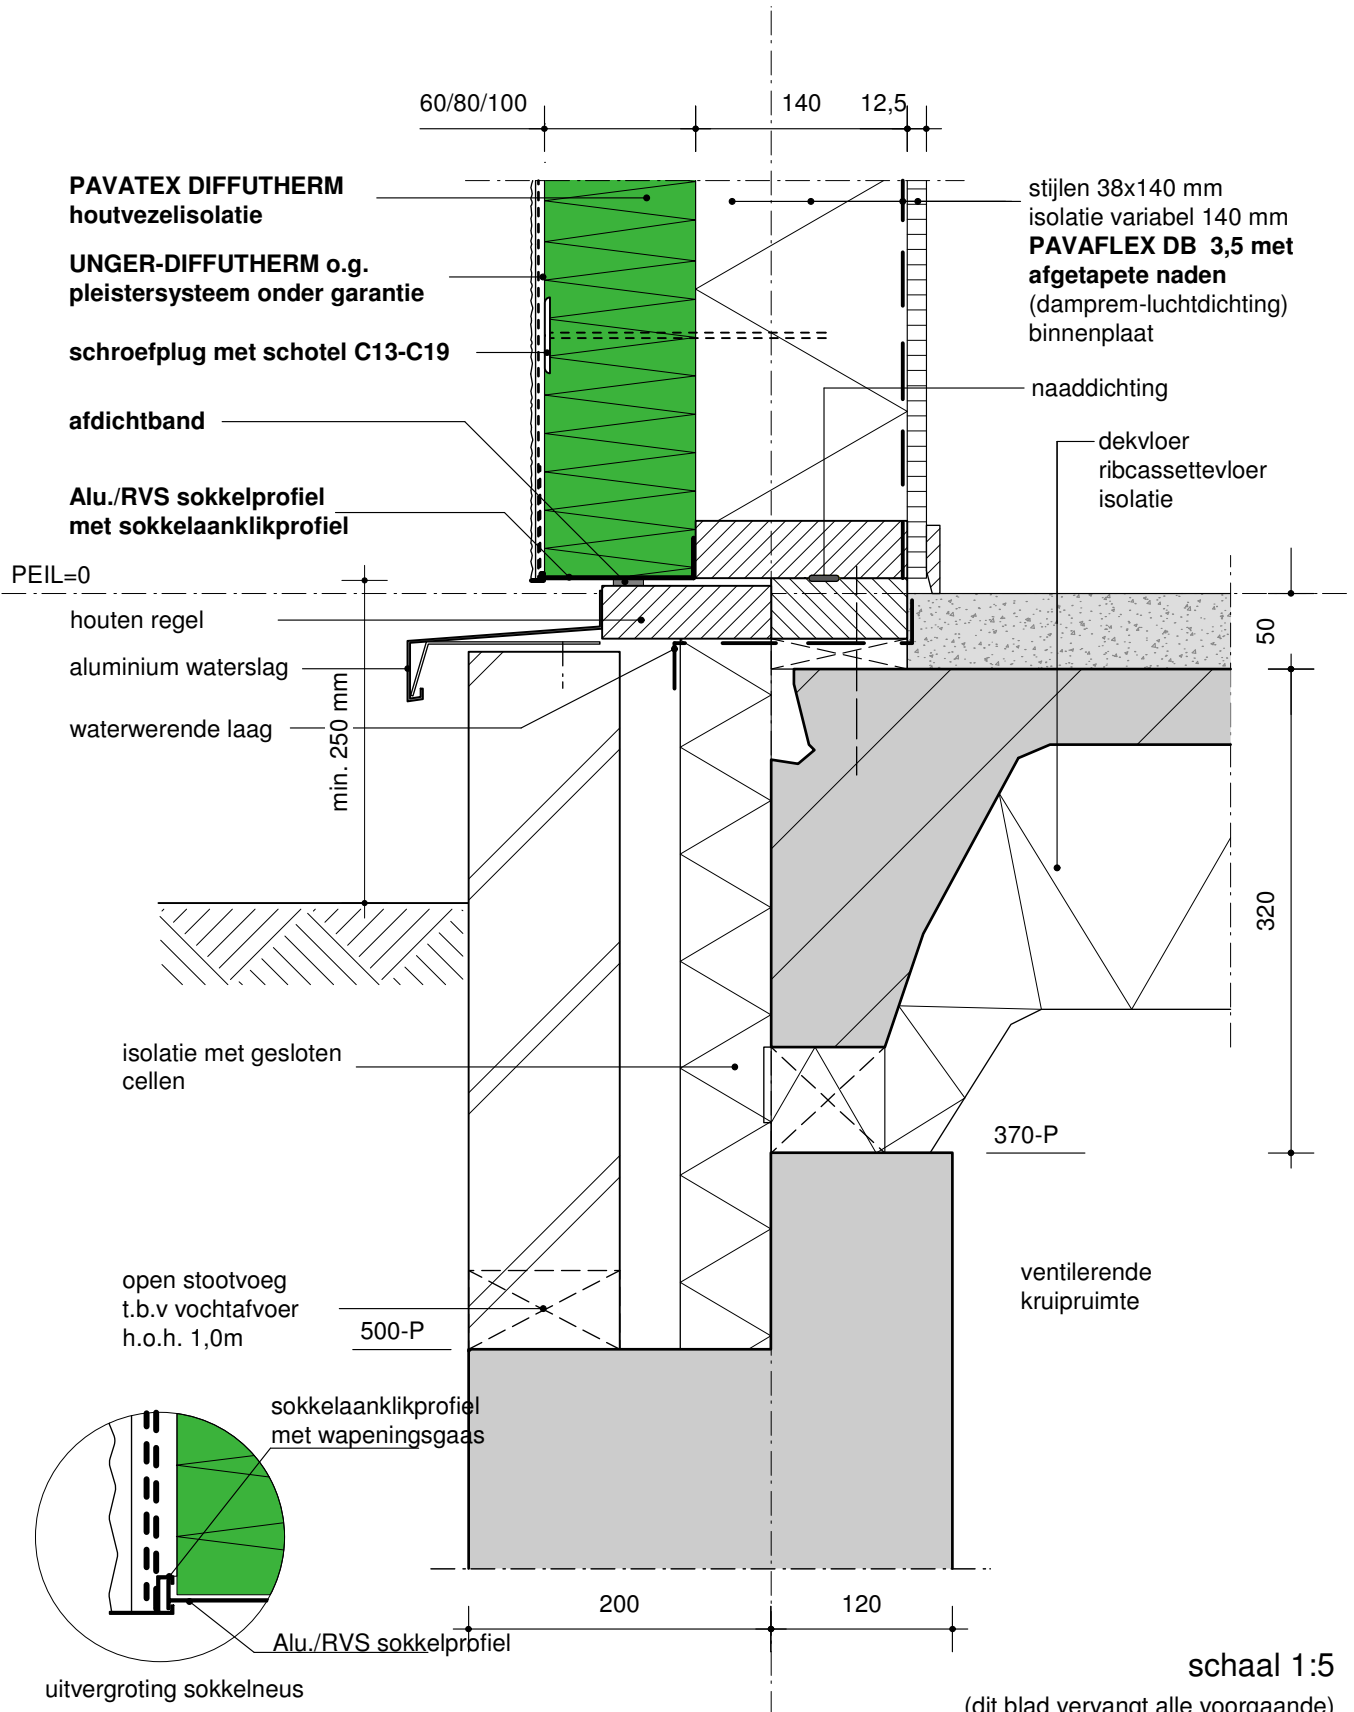 60/80/100
140
12,5
PAVATEX DIFFUTHERM
houtvezelisolatie
UNGER-DIFFUTHERM o.g.
pleistersysteem onder garantie
schroefplug met schotel C13-C19
afdichtband
Alu./RVS sokkelprofiel
met sokkelaanklikprofiel
PEIL=0
houten regel
aluminium waterslag
waterwerende laag
min. 250 mm
stijlen 38x140 mm
isolatie variabel 140 mm
PAVAFLEX DB 3,5 met
afgetapete naden
(damprem-luchtdichting)
binnenplaat
naaddichting
dekvloer
ribcassettevloer
isolatie
50
320
isolatie met gesloten
cellen
370-P
open stootvoeg
t.b.v vochtafvoer
h.o.h. 1,0m
500-P
ventilerende
kruipruimte
sokkelaanklikprofiel
met wapeningsgaas
Alu./RVS sokkelprofiel
uitvergroting sokkelneus
200
120
schaal 1:5
(dit blad vervangt alle voorgaande)